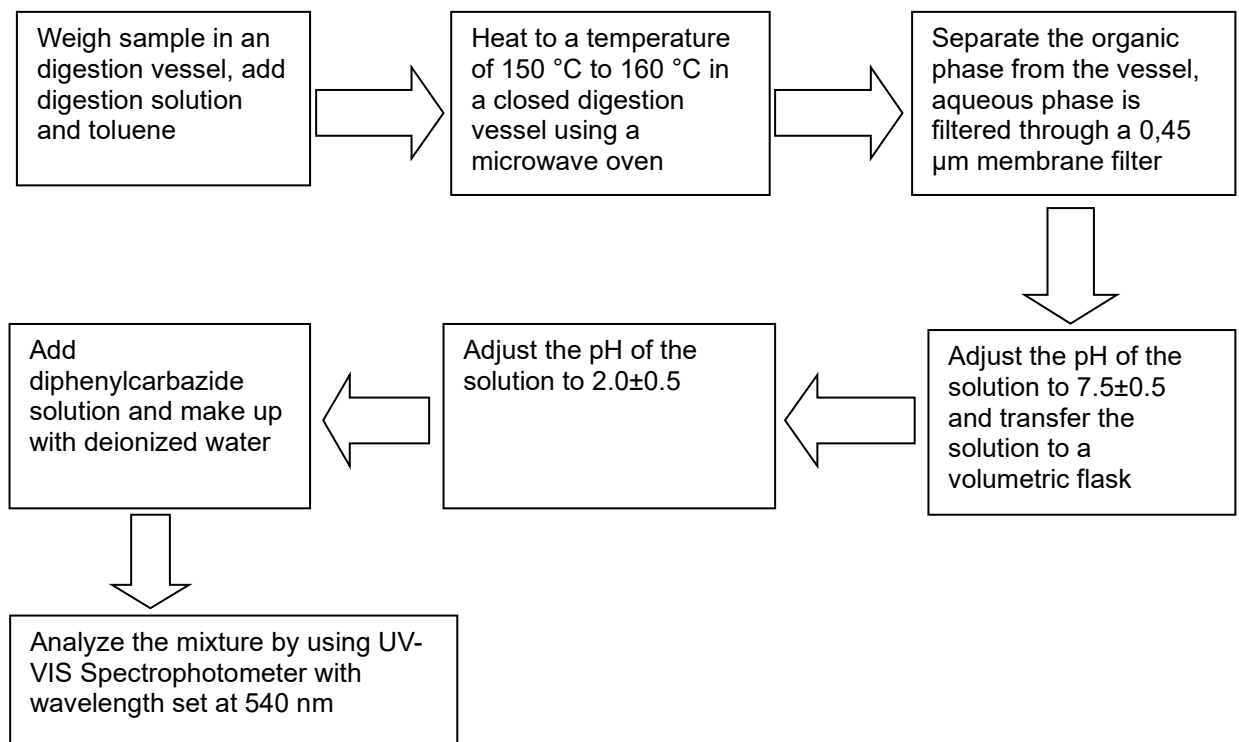 Weigh sample in an
digestion vessel, add
digestion solution
and toluene
Heat to a temperature
of 150 °C to 160 °C in
a closed digestion
vessel using a
microwave oven
Separate the organic
phase from the vessel,
aqueous phase is
filtered through a 0,45
µm membrane filter
Adjust the pH of the
solution to 7.5±0.5
and transfer the
solution to a
volumetric flask
Adjust the pH of the
solution to 2.0±0.5
Add
diphenylcarbazide
solution and make up
with deionized water
Analyze the mixture by using UV-
VIS Spectrophotometer with
wavelength set at 540 nm